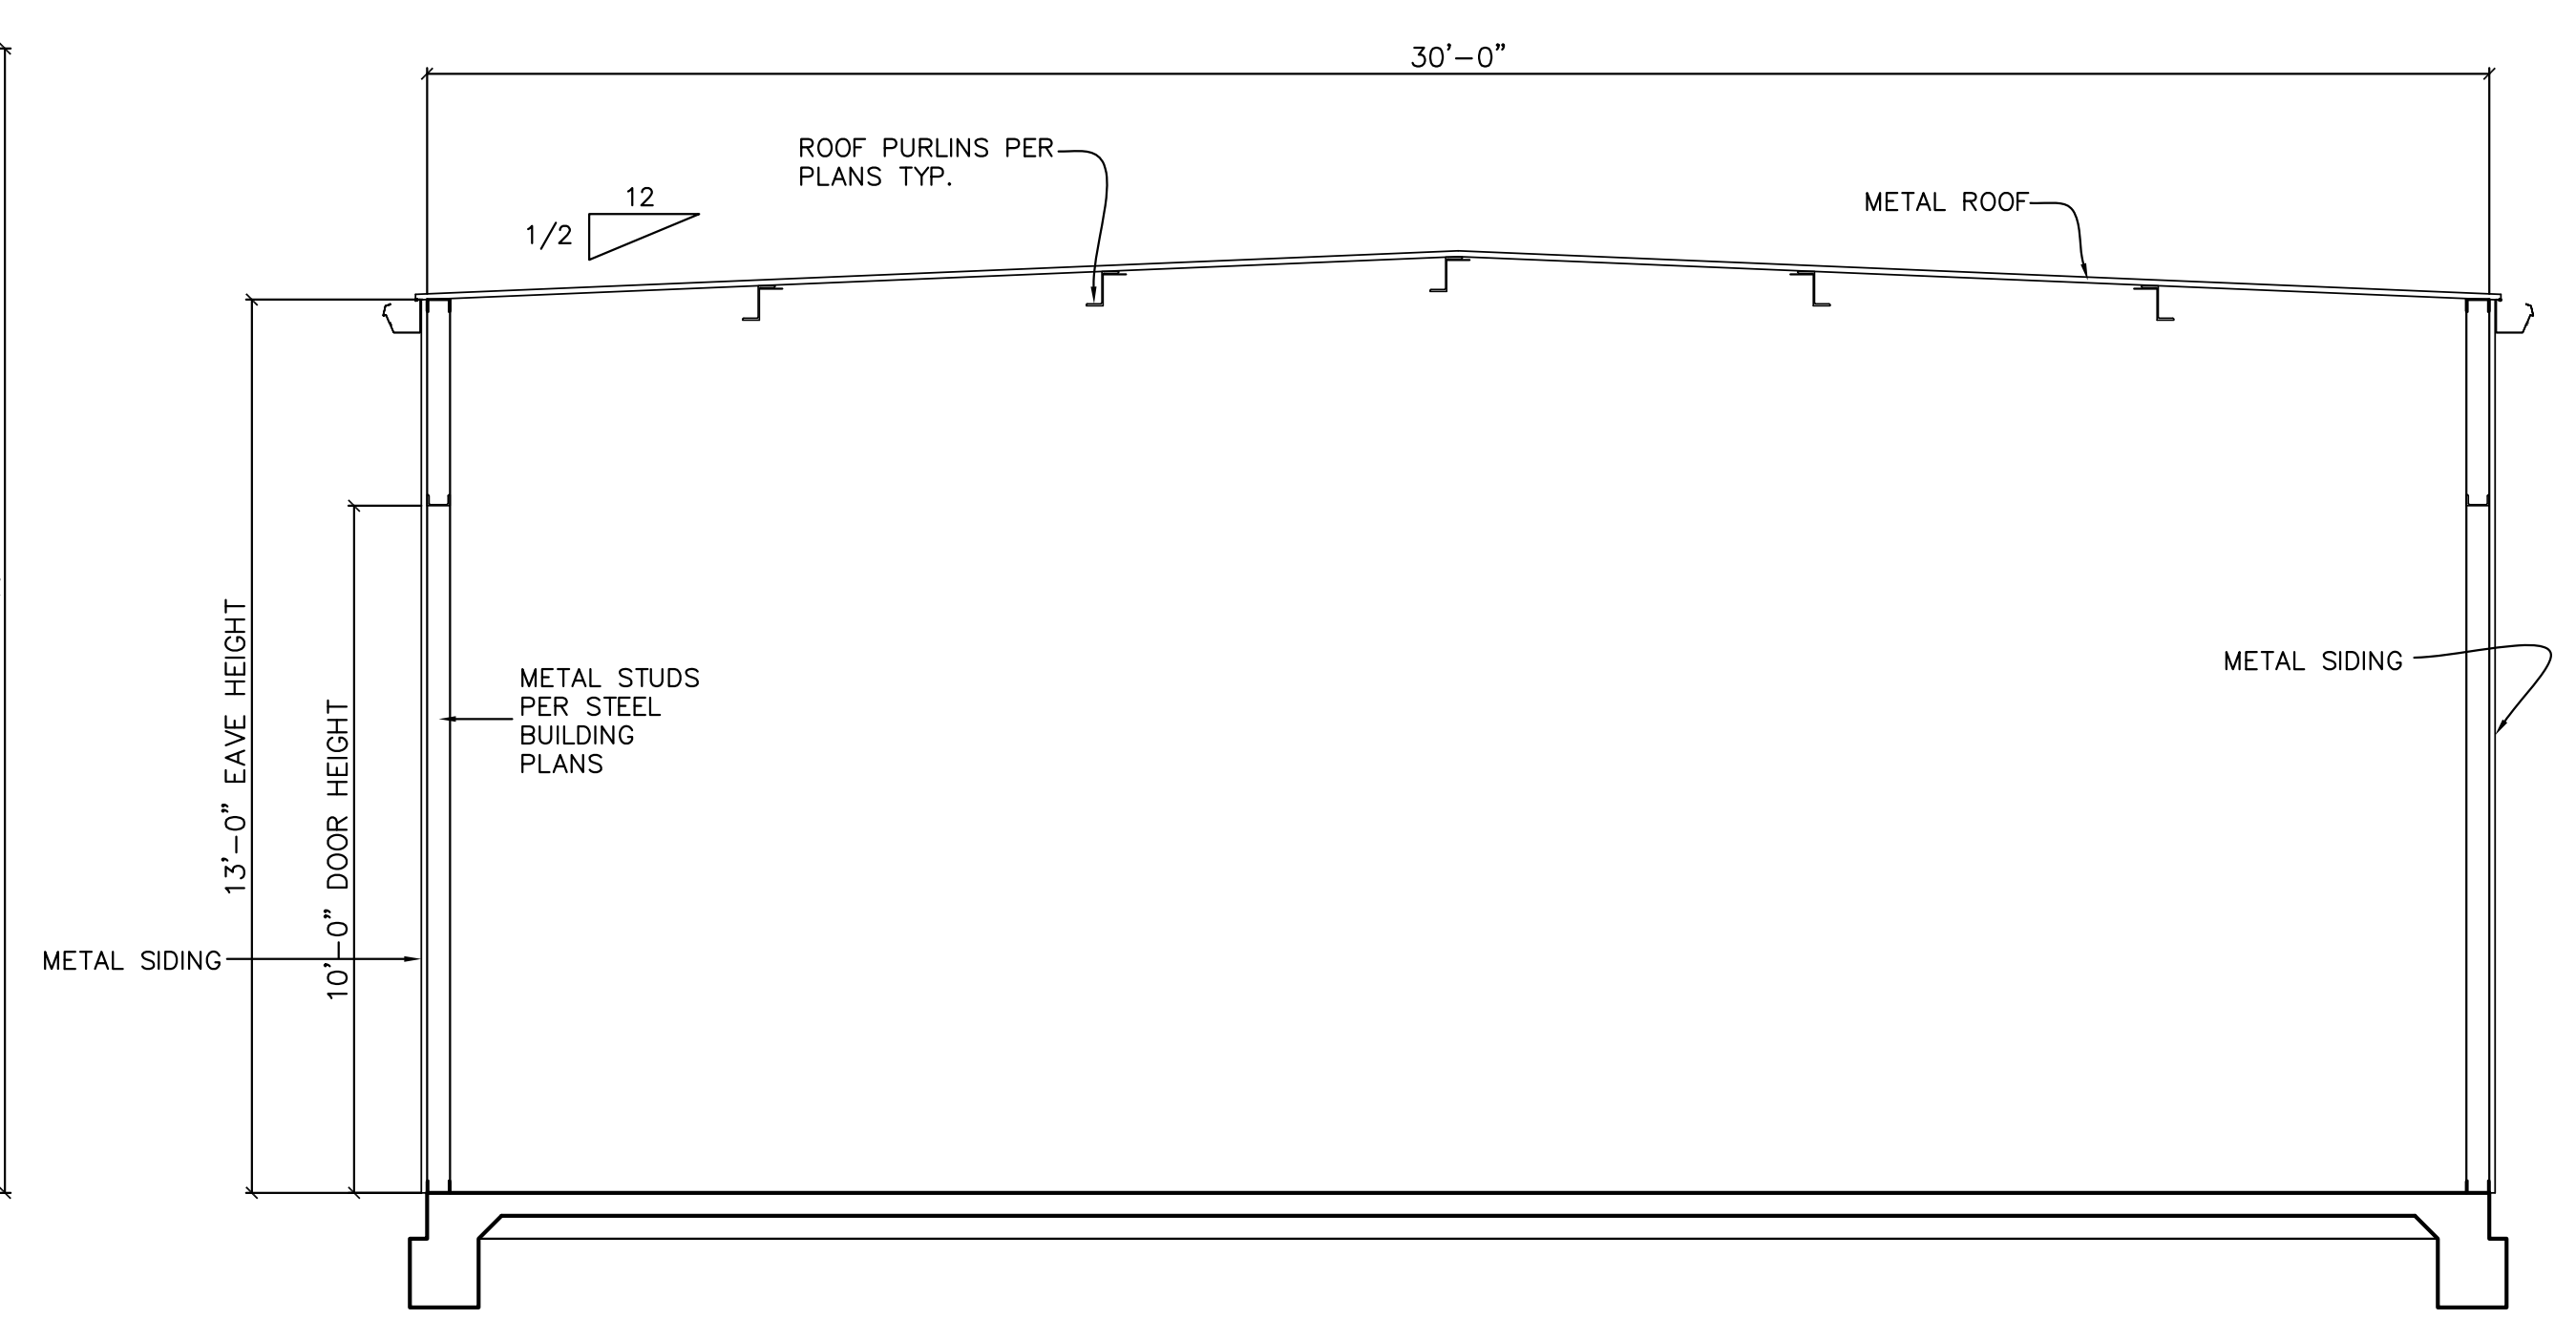 30'-0"
ROOF PURLINS PER
PLANS TYP.
12
1/2
METAL ROOF
13'-0" EAVE HEIGHT
10'-0" DOOR HEIGHT
METAL STUDS
PER STEEL
BUILDING
PLANS
METAL SIDING
METAL SIDING